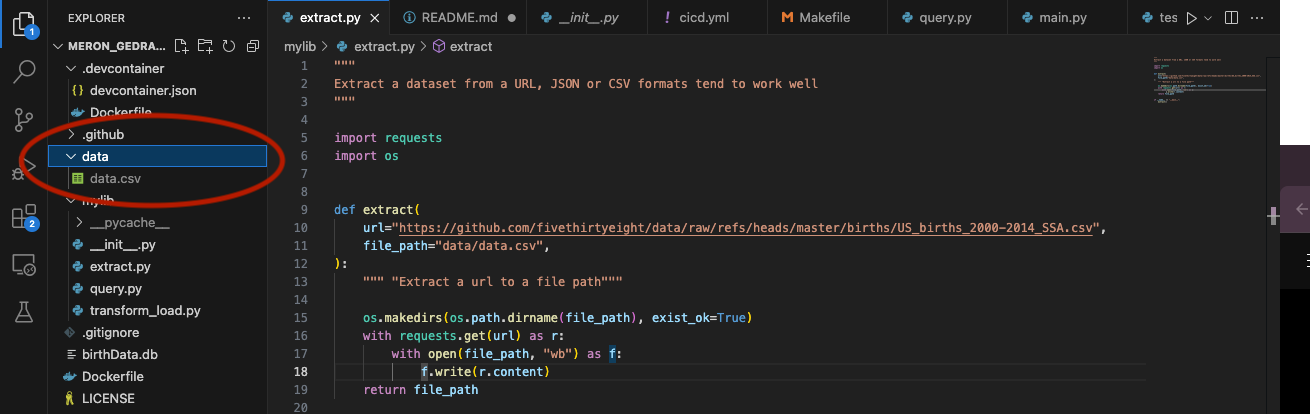 EXPLORER
extract.py
README.md
__init__.py
cicd.yml
Makefile
query.py
main.py
tes
1
MERON_GEDRA...
mylib > extract.py > extract
.devcontainer
devcontainer.json
Dockerfile
.github
data
data.csv
mylib
__pycache__
2
__init__.py
extract.py
query.py
transform_load.py
.gitignore
birthData.db
Dockerfile
LICENSE
1 """
2 Extract a dataset from a URL, JSON or CSV formats tend to work well
3 """
4
5 import requests
6 import os
7
8
9 def extract(
10 url="https://github.com/fivethirtyeight/data/raw/refs/heads/master/births/US_births_2000-2014_SSA.csv",
11 file_path="data/data.csv",
12 ):
13 """ "Extract a url to a file path"""
14
15 os.makedirs(os.path.dirname(file_path), exist_ok=True)
16 with requests.get(url) as r:
17 with open(file_path, "wb") as f:
18 f.write(r.content)
19 return file_path
20